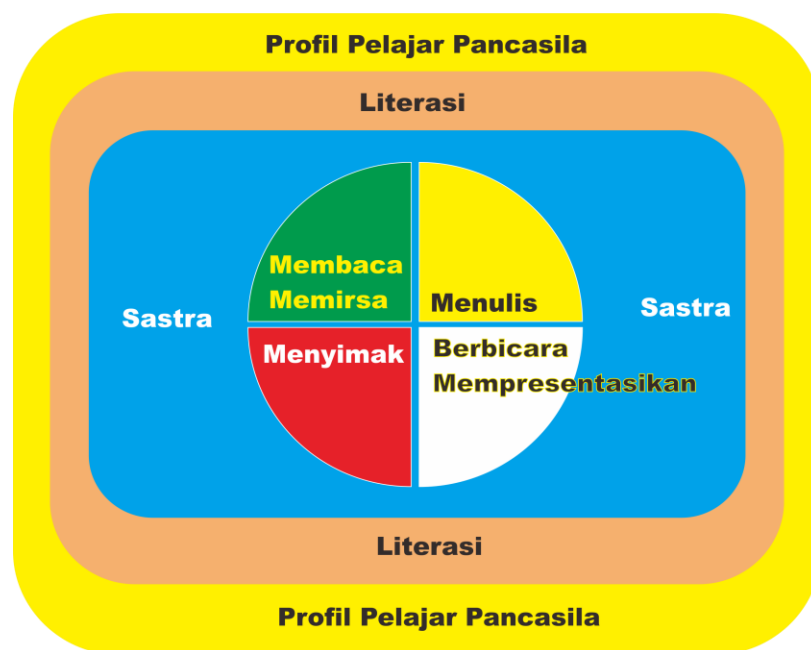 Profil Pelajar Pancasila
Literasi
Membaca
Memirsa
Menulis
Sastra
Sastra
Menyimak
Berbicara
Mempresentasikan
Literasi
Profil Pelajar Pancasila